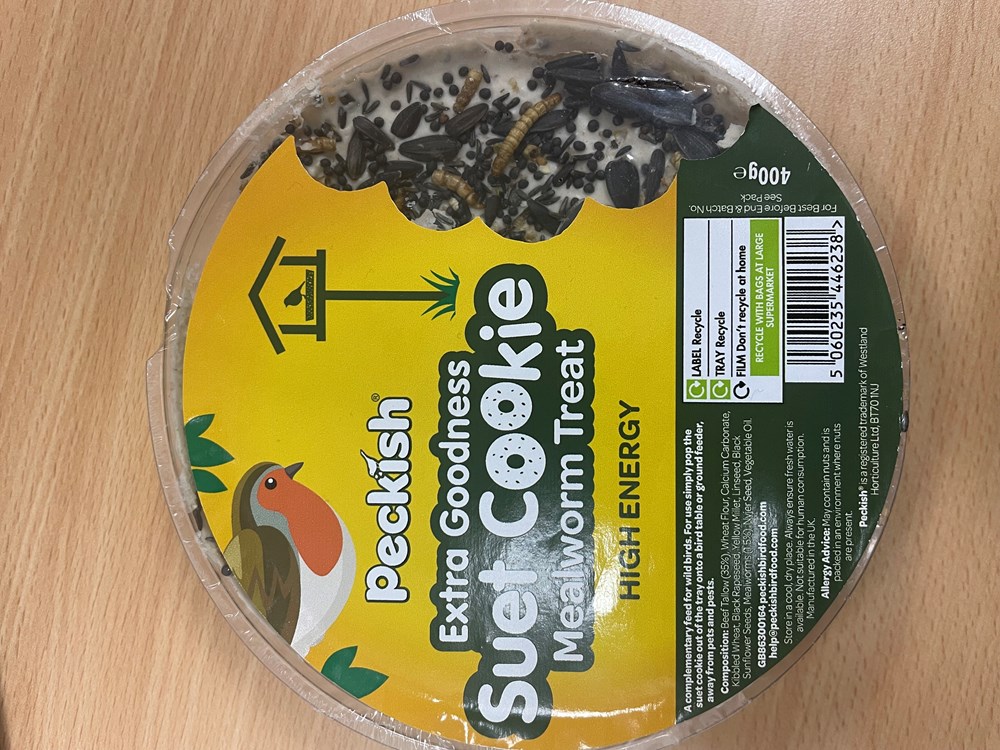 Peckish®
Extra Goodness
Suet Cookie
Mealworm Treat
HIGH ENERGY
A complementary feed for wild birds. For use simply pop the
suet cookie out of the tray onto a bird table or ground feeder,
away from pets and pests.
Composition: Beef Tallow (35%), Wheat Flour, Calcium Carbonate,
Kibbled Wheat, Black Rapeseed, Yellow Millet, Linseed, Black
Sunflower Seeds, Mealworms (1.5%), Nyjer Seed, Vegetable Oil.
GB86300164 peckishbirdfood.com
help@peckishbirdfood.com
Store in a cool, dry place. Always ensure fresh water is
available. Not suitable for human consumption.
Manufactured in the UK.
Allergy Advice: May contain nuts and is
packed in an environment where nuts
are present.
Peckish® is a registered trademark of Westland
Horticulture Ltd, BT70 1NJ
LABEL Recycle
TRAY Recycle
FILM Don't recycle at home
RECYCLE WITH BAGS AT LARGE
SUPERMARKET
5 060235 446238 >
For Best Before End & Batch No.
See Pack
400g e